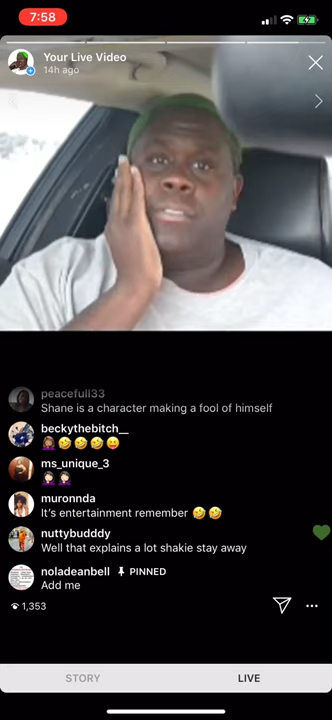 7:58
Your Live Video
14h ago
peacefull33
Shane is a character making a fool of himself
beckythebitch__
🤷🏾‍♀️🤣🤣🤣😝
ms_unique_3
🤦🏻‍♀️🤦🏻‍♀️
muronnda
It's entertainment remember 🤣🤣
nuttybudddy
Well that explains a lot shakie stay away
noladeanbell PINNED
Add me
1,353
STORY LIVE